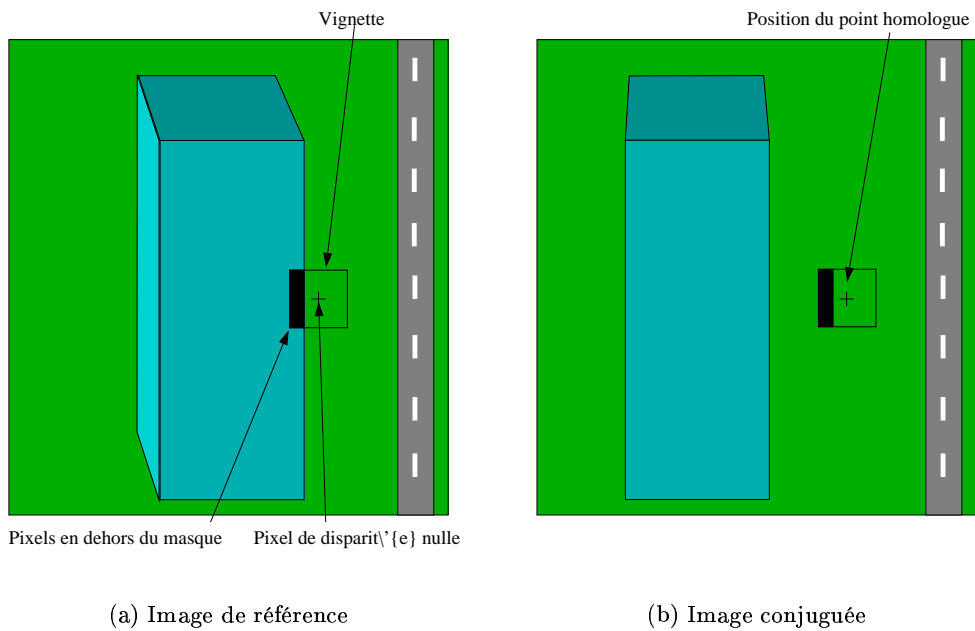 Vignette
Position du point homologue
Pixels en dehors du masque
Pixel de disparit\'{e} nulle
(a) Image de référence
(b) Image conjuguée